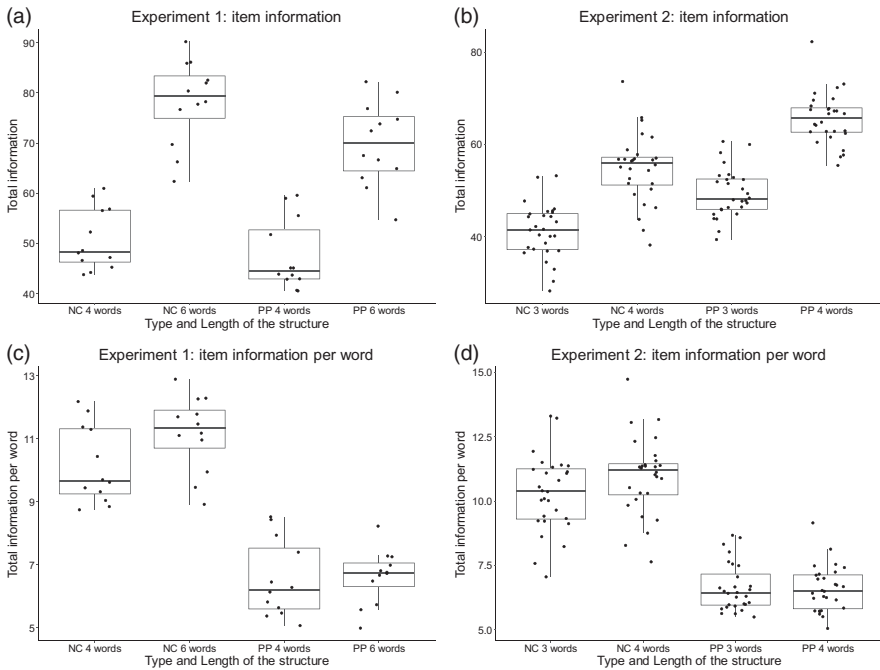 (a)
Experiment 1: item information
Total information
90
80
70
60
50
40
NC 4 words
NC 6 words
PP 4 words
PP 6 words
Type and Length of the structure
(b)
Experiment 2: item information
Total information
80
60
40
NC 3 words
NC 4 words
PP 3 words
PP 4 words
Type and Length of the structure
(c)
Experiment 1: item information per word
Total information per word
13
11
9
7
5
NC 4 words
NC 6 words
PP 4 words
PP 6 words
Type and Length of the structure
(d)
Experiment 2: item information per word
Total information per word
15.0
12.5
10.0
7.5
5.0
NC 3 words
NC 4 words
PP 3 words
PP 4 words
Type and Length of the structure